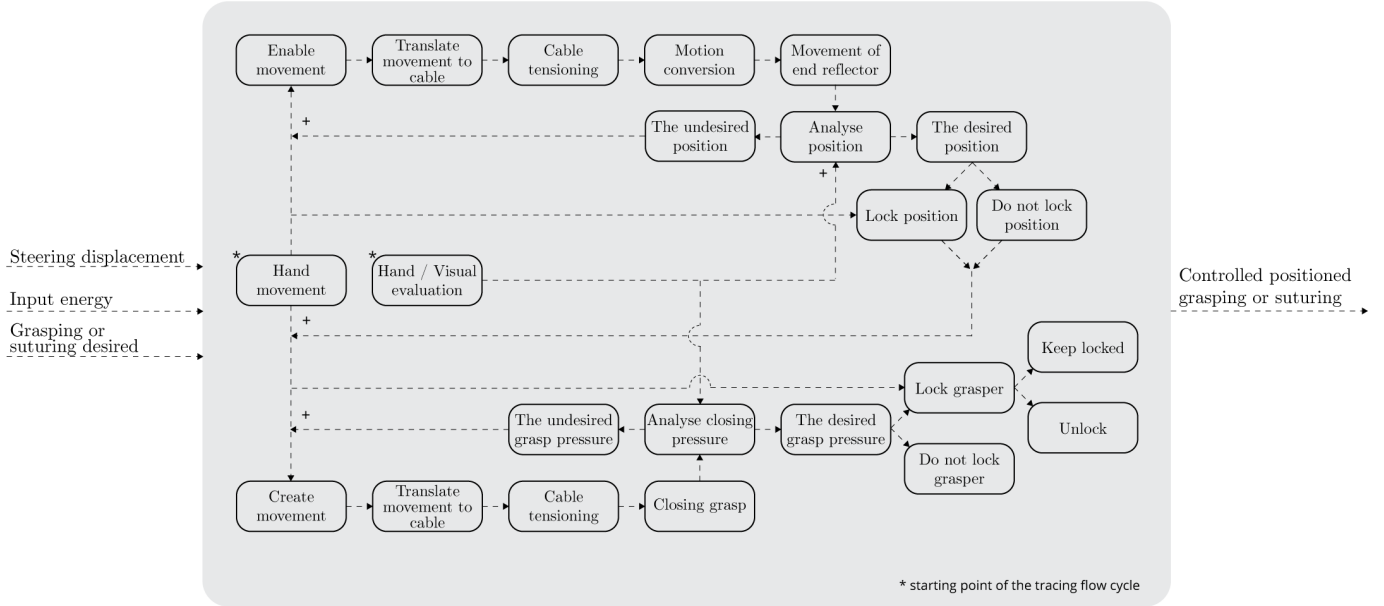 Enable
movement
Translate
movement to
cable
Cable
tensioning
Motion
conversion
Movement of
end reflector
+
The undesired
position
Analyse
position
The desired
position
+
Lock position
Do not lock
position
Steering displacement
Input energy
Grasping or
suturing desired
*
Hand
movement
*
Hand / Visual
evaluation
Controlled positioned
grasping or suturing
+
Keep locked
Lock grasper
Unlock
+
The undesired
grasp pressure
Analyse closing
pressure
The desired
grasp pressure
Do not lock
grasper
Create
movement
Translate
movement to
cable
Cable
tensioning
Closing grasp
* starting point of the tracing flow cycle